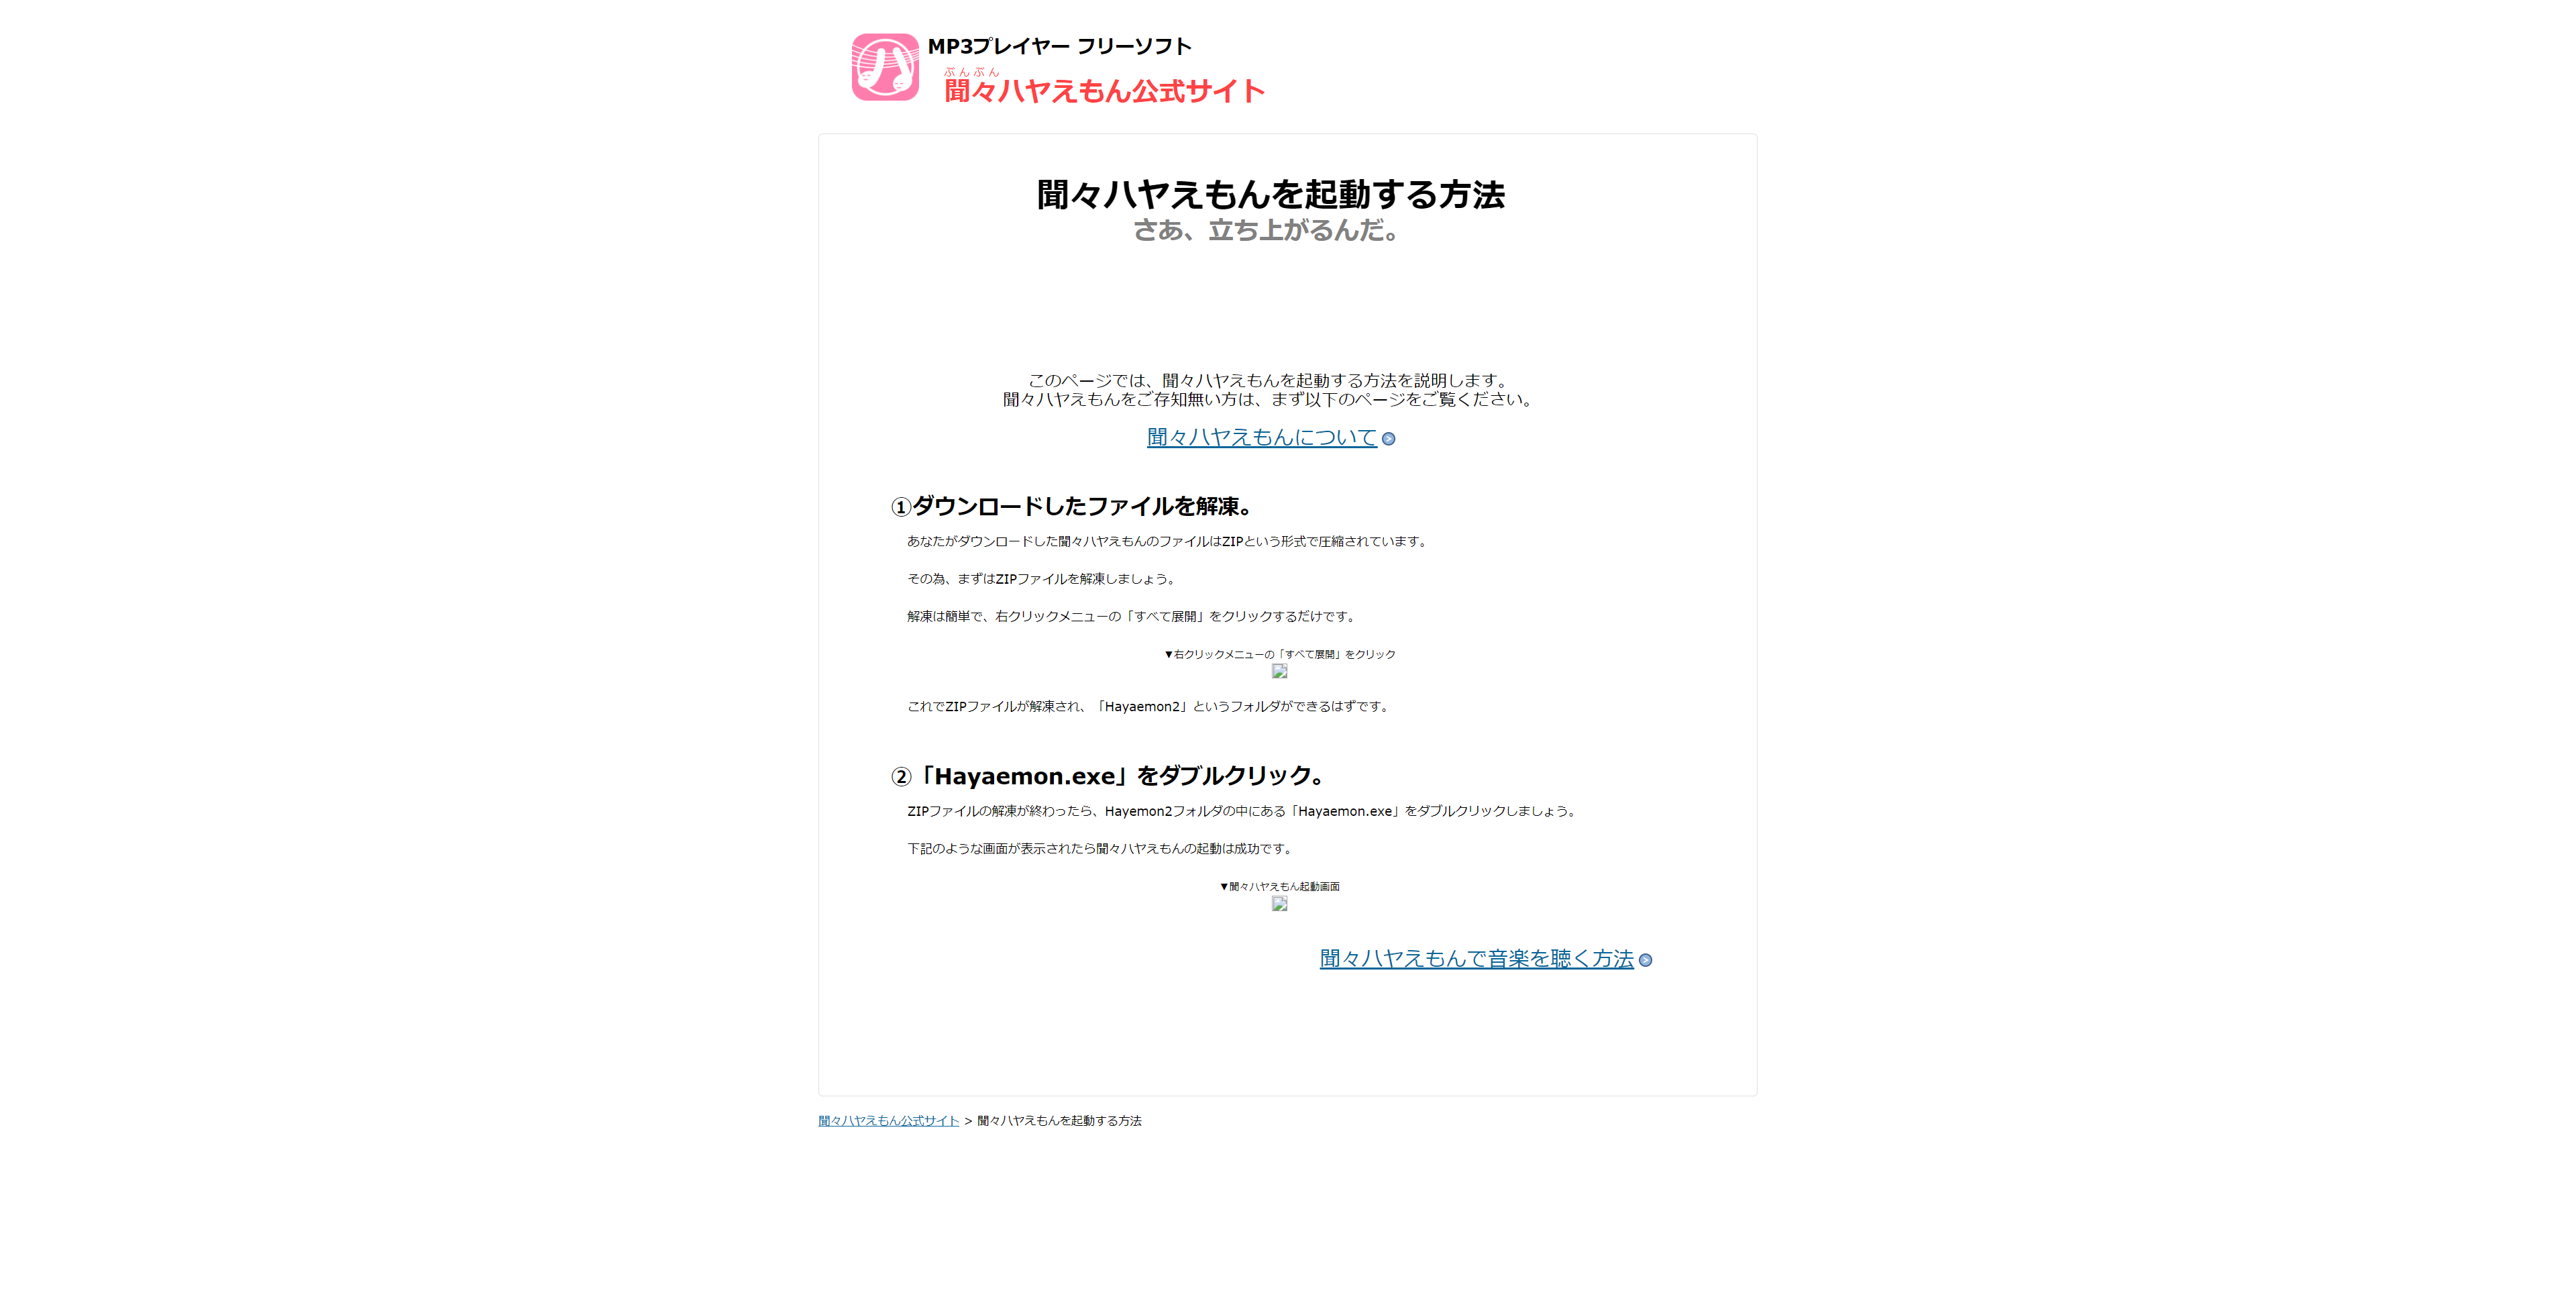 MP3プレイヤー フリーソフト
ぶんぶん
聞々ハヤえもん公式サイト
聞々ハヤえもんを起動する方法
さあ、立ち上がるんだ。
このページでは、聞々ハヤえもんを起動する方法を説明します。
聞々ハヤえもんをご存知無い方は、まず以下のページをご覧ください。
聞々ハヤえもんについて
①ダウンロードしたファイルを解凍。
あなたがダウンロードした聞々ハヤえもんのファイルはZIPという形式で圧縮されています。
その為、まずはZIPファイルを解凍しましょう。
解凍は簡単で、右クリックメニューの「すべて展開」をクリックするだけです。
▼右クリックメニューの「すべて展開」をクリック
これでZIPファイルが解凍され、「Hayaemon2」というフォルダができるはずです。
②「Hayaemon.exe」をダブルクリック。
ZIPファイルの解凍が終わったら、Hayemon2フォルダの中にある「Hayaemon.exe」をダブルクリックしましょう。
下記のような画面が表示されたら聞々ハヤえもんの起動は成功です。
▼聞々ハヤえもん起動画面
聞々ハヤえもんで音楽を聴く方法
聞々ハヤえもん公式サイト > 聞々ハヤえもんを起動する方法